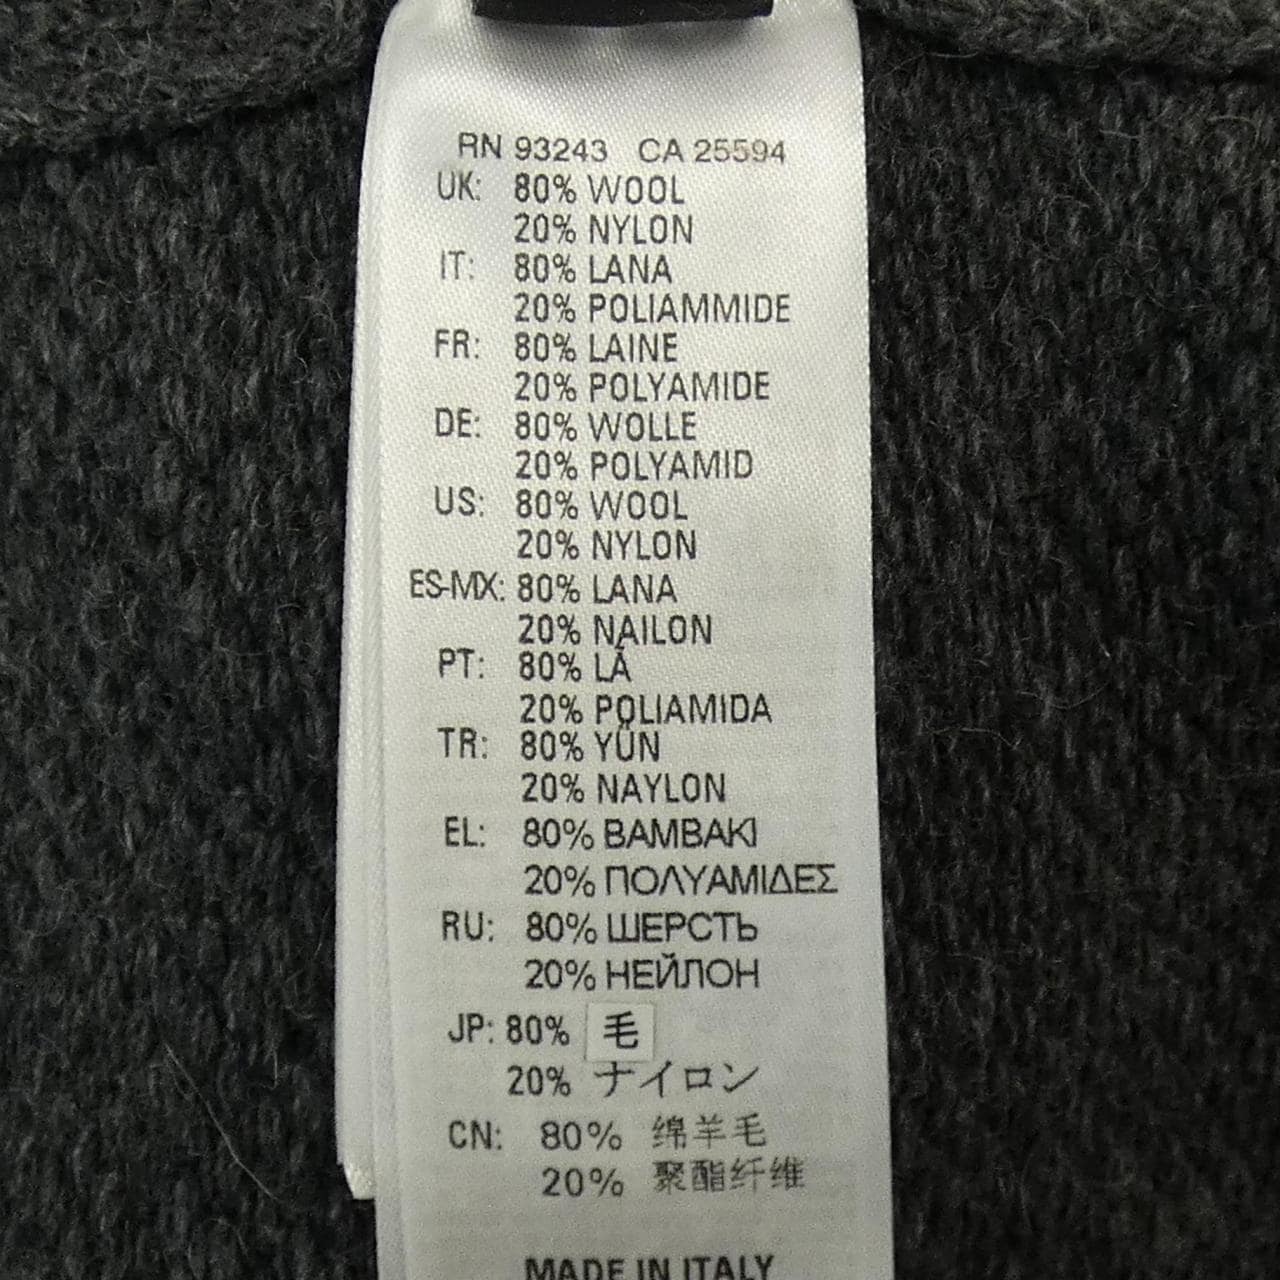 RN 93243 CA 25594
UK: 80% WOOL
20% NYLON
IT: 80% LANA
20% POLIAMMIDE
FR: 80% LAINE
20% POLYAMIDE
DE: 80% WOLLE
20% POLYAMID
US: 80% WOOL
20% NYLON
ES-MX: 80% LANA
20% NAILON
PT: 80% LÃ
20% POLIAMIDA
TR: 80% YÜN
20% NAYLON
EL: 80% ΒΑΜΒΑΚΙ
20% ΠΟΛΥΑΜΙΔΕΣ
RU: 80% ШЕРСТЬ
20% НЕЙЛОН
JP: 80% 毛
20% ナイロン
CN: 80% 绵羊毛
20% 聚酯纤维
MADE IN ITALY